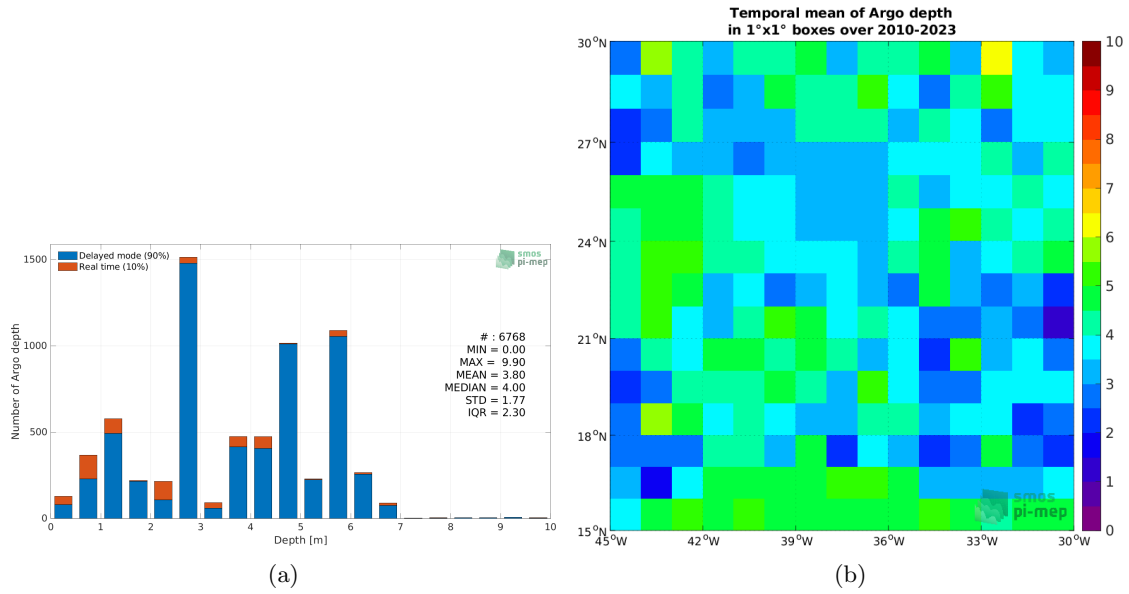 Delayed mode (90%)
Real time (10%)
smos
pi-mep
# : 6768
MIN = 0.00
MAX = 9.90
MEAN = 3.80
MEDIAN = 4.00
STD = 1.77
IQR = 2.30
1500
1000
500
0
Number of Argo depth
0 1 2 3 4 5 6 7 8 9 10
Depth [m]
(a)
Temporal mean of Argo depth
in 1°x1° boxes over 2010-2023
30°N
27°N
24°N
21°N
18°N
15°N
45°W 42°W 39°W 36°W 33°W 30°W
smos
pi-mep
10
9
8
7
6
5
4
3
2
1
0
(b)